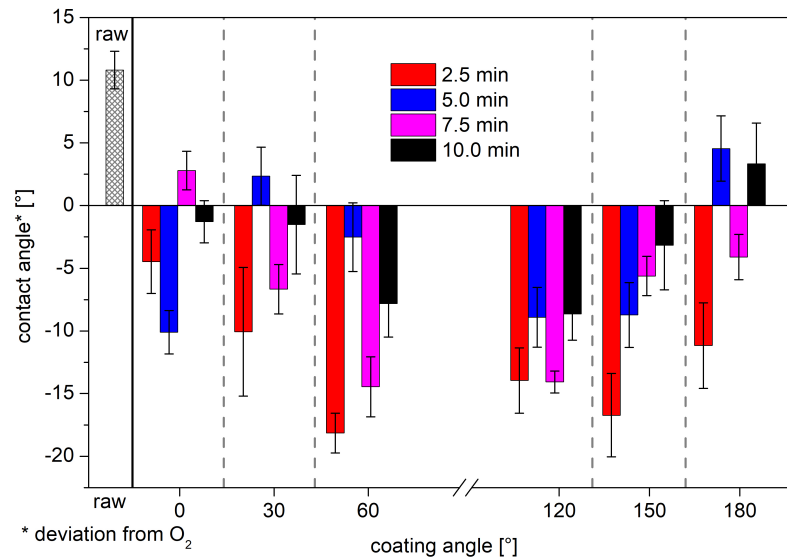 15
raw
10
5
0
-5
-10
-15
-20
contact angle* [°]
2.5 min
5.0 min
7.5 min
10.0 min
raw
0 30 60 120 150 180
* deviation from O₂
coating angle [°]